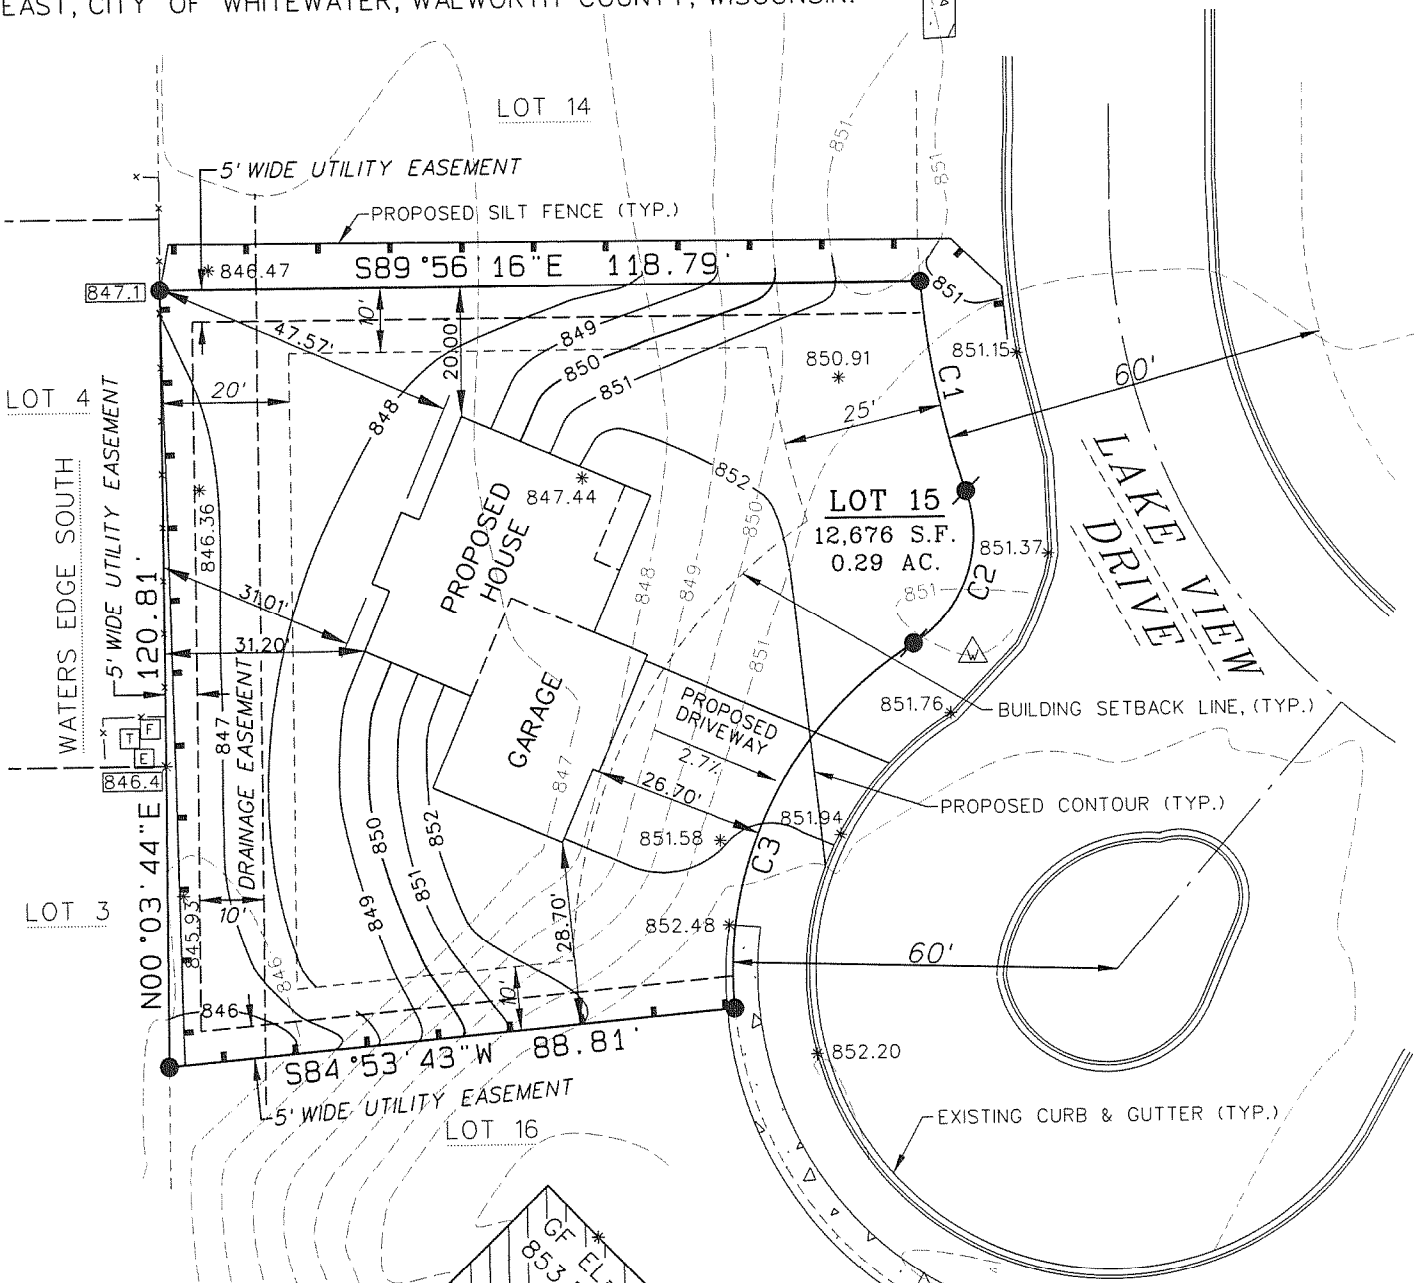 EAST, CITY OF WHITEWATER, WALWORTH COUNTY, WISCONSIN.
LOT 14
851
851
5' WIDE UTILITY EASEMENT
PROPOSED SILT FENCE (TYP.)
846.47
S89°56'16"E 118.79'
847.1
851
47.57'
10'
20.00'
849
850
851
850.91
851.15
C1
60'
LOT 4
20'
848
25'
5' WIDE UTILITY EASEMENT
WATERS EDGE SOUTH
846.36
PROPOSED
HOUSE
847.44
852
850
LOT 15
12,676 S.F.
0.29 AC.
851.37
C2
851
LAKE VIEW
DRIVE
848
849
851
120.81'
31.01'
31.20'
W
DRAINAGE EASEMENT
847
T
F
E
846.4
GARAGE
847
PROPOSED
DRIVEWAY
2.7%
26.70'
851.76
BUILDING SETBACK LINE, (TYP.)
PROPOSED CONTOUR (TYP.)
851.94
851.58
C3
N00°03'44"E
849
850
851
852
LOT 3
845.93
10'
28.70'
852.48
60'
846
846
10'
852.20
S84°53'43"W 88.81'
5' WIDE UTILITY EASEMENT
LOT 16
EXISTING CURB & GUTTER (TYP.)
GF
853